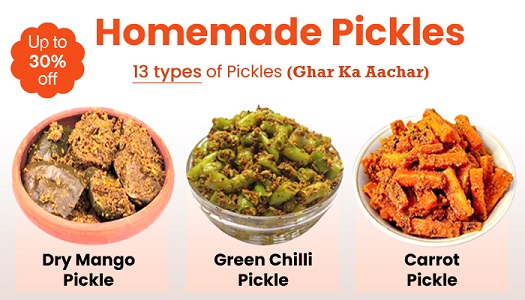 Up to
30%
off
Homemade Pickles
13 types of Pickles (Ghar Ka Aachar)
Dry Mango
Pickle
Green Chilli
Pickle
Carrot
Pickle